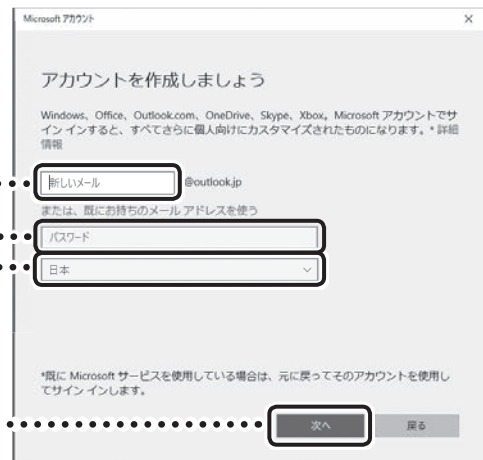 Microsoft アカウント
アカウントを作成しましょう
Windows、Office、Outlook.com、OneDrive、Skype、Xbox。Microsoft アカウントでサ
イン インすると、すべてさらに個人向けにカスタマイズされたものになります。* 詳細
情報
新しいメール @outlook.jp
または、既にお持ちのメール アドレスを使う
パスワード
日本
*既に Microsoft サービスを使用している場合は、元に戻ってそのアカウントを使用し
てサイン インします。
次へ 戻る